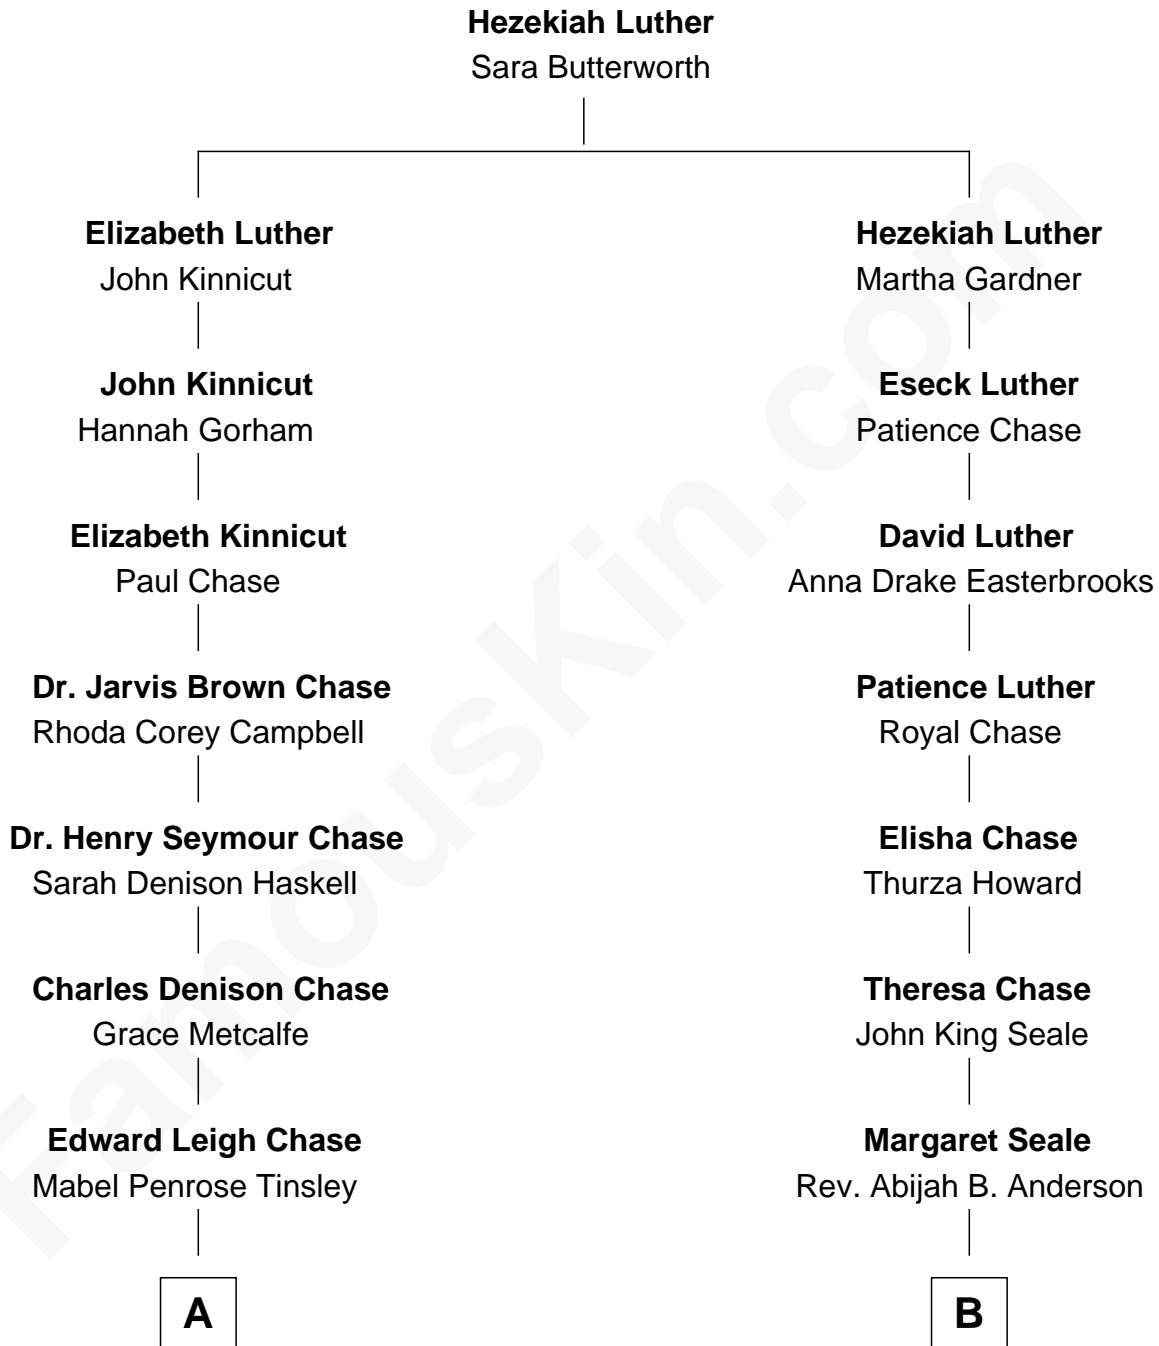 Hezekiah Luther
Sara Butterworth
Elizabeth Luther
John Kinnicut
Hezekiah Luther
Martha Gardner
John Kinnicut
Hannah Gorham
Eseck Luther
Patience Chase
Elizabeth Kinnicut
Paul Chase
David Luther
Anna Drake Easterbrooks
Dr. Jarvis Brown Chase
Rhoda Corey Campbell
Patience Luther
Royal Chase
Dr. Henry Seymour Chase
Sarah Denison Haskell
Elisha Chase
Thurza Howard
Charles Denison Chase
Grace Metcalfe
Theresa Chase
John King Seale
Edward Leigh Chase
Mabel Penrose Tinsley
Margaret Seale
Rev. Abijah B. Anderson
A
B
FamousKin.com